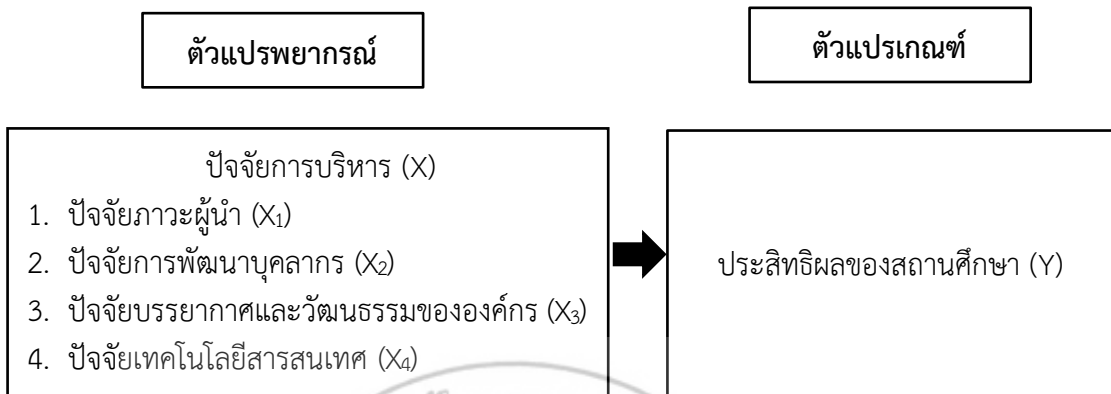 ตัวแปรพยากรณ์
ตัวแปรเกณฑ์
ปัจจัยการบริหาร (X)
1. ปัจจัยภาวะผู้นำ (X₁)
2. ปัจจัยการพัฒนาบุคลากร (X₂)
3. ปัจจัยบรรยากาศและวัฒนธรรมขององค์กร (X₃)
4. ปัจจัยเทคโนโลยีสารสนเทศ (X₄)
ประสิทธิผลของสถานศึกษา (Y)